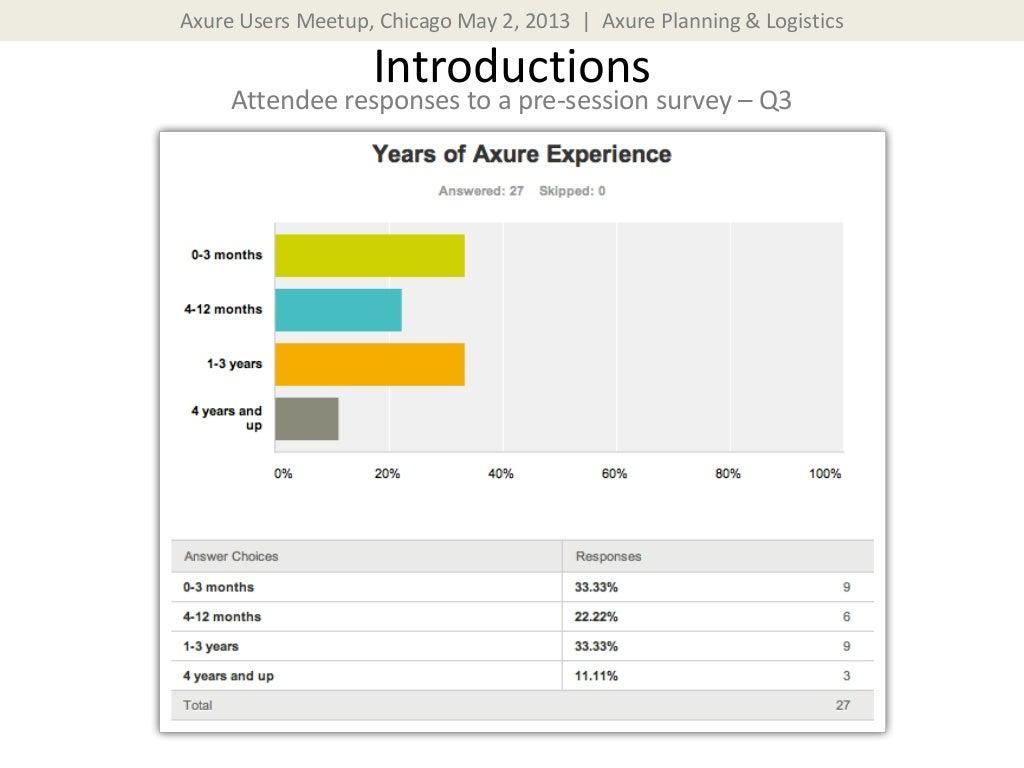 Axure Users Meetup, Chicago May 2, 2013 | Axure Planning & Logistics
Introductions
Attendee responses to a pre-session survey – Q3
Years of Axure Experience
Answered: 27 Skipped: 0
0-3 months
4-12 months
1-3 years
4 years and
up
0% 20% 40% 60% 80% 100%
Answer Choices Responses
0-3 months 33.33% 9
4-12 months 22.22% 6
1-3 years 33.33% 9
4 years and up 11.11% 3
Total 27